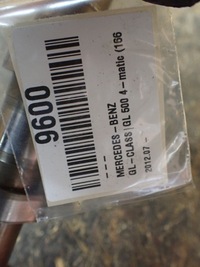 9600
- - -
MERCEDES-BENZ
GL-CLASS | GL 500 4-matic (166
2012.07 -